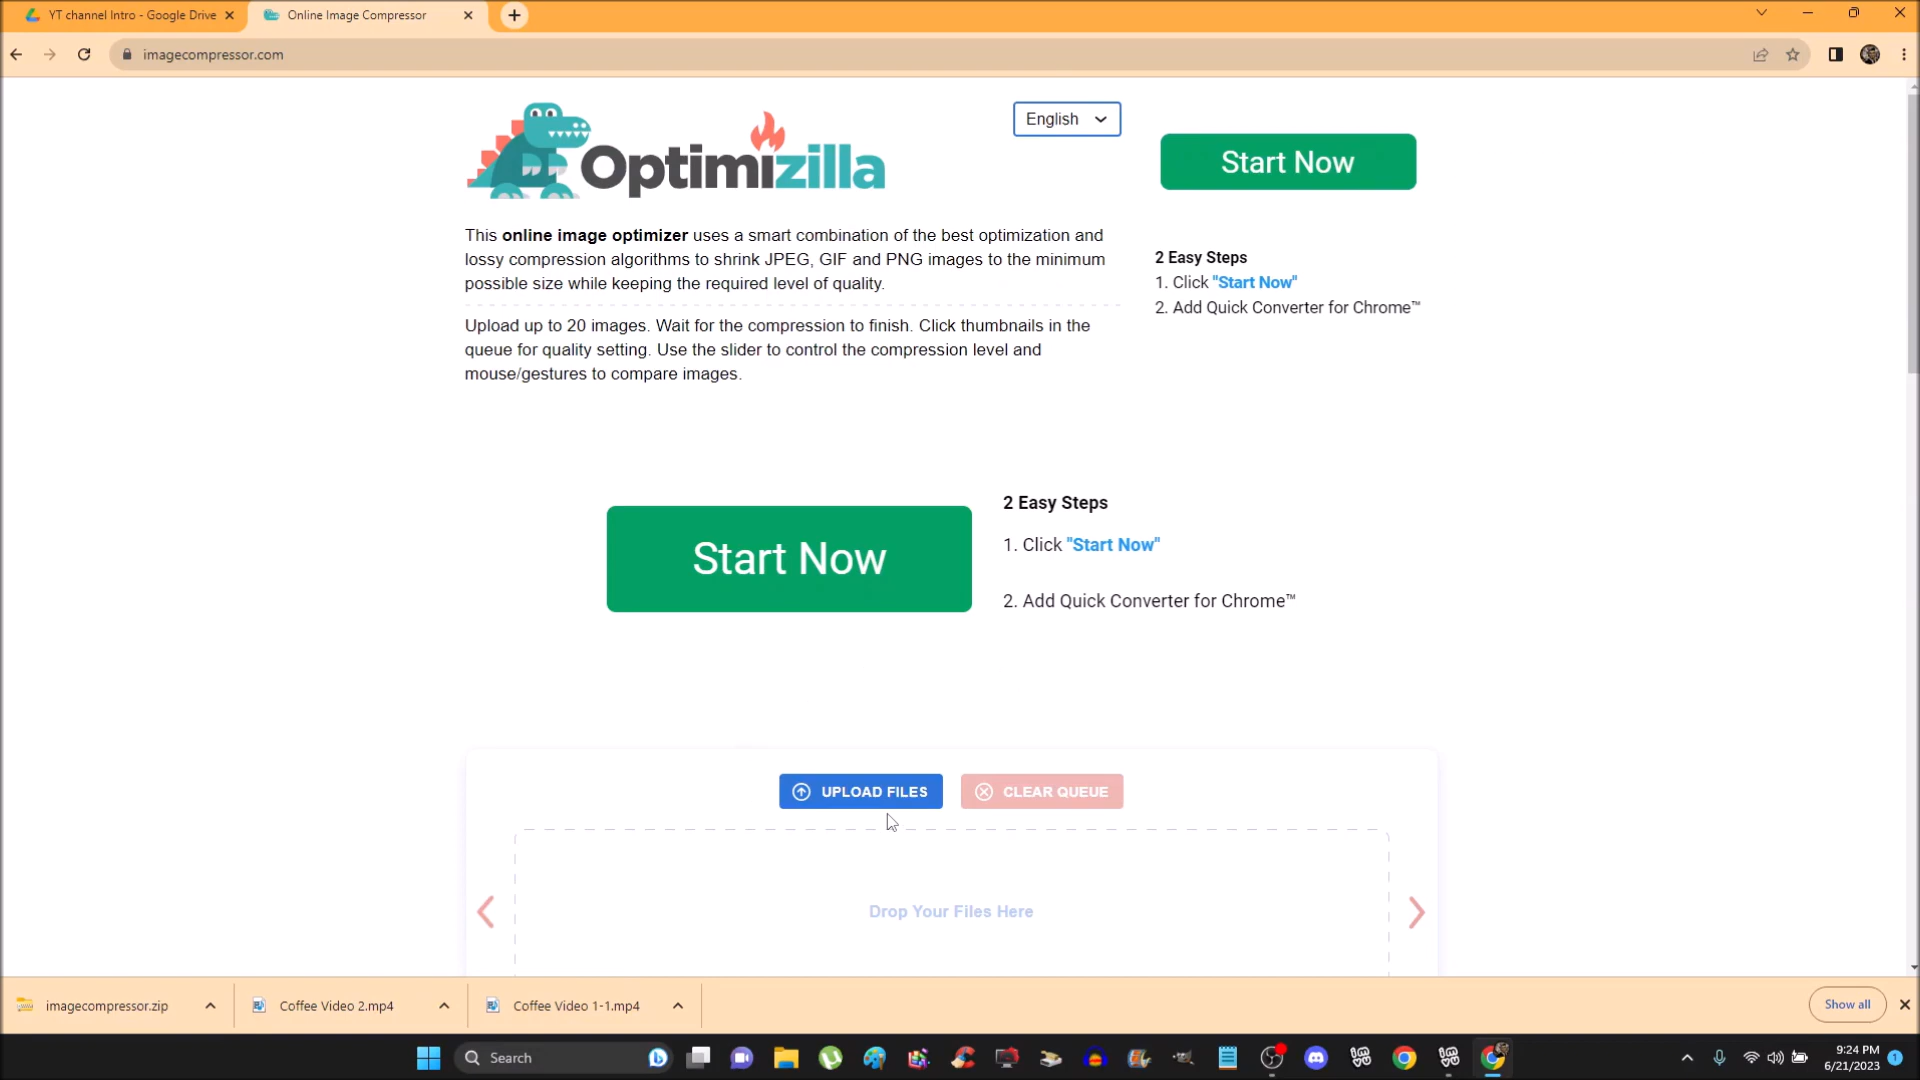 YT channel Intro - Google Drive
Online Image Compressor
imagecompressor.com
Optimizilla
English
Start Now
This online image optimizer uses a smart combination of the best optimization and
lossy compression algorithms to shrink JPEG, GIF and PNG images to the minimum
possible size while keeping the required level of quality.
2 Easy Steps
1. Click "Start Now"
2. Add Quick Converter for Chrome™
Upload up to 20 images. Wait for the compression to finish. Click thumbnails in the
queue for quality setting. Use the slider to control the compression level and
mouse/gestures to compare images.
Start Now
2 Easy Steps
1. Click "Start Now"
2. Add Quick Converter for Chrome™
UPLOAD FILES
CLEAR QUEUE
Drop Your Files Here
imagecompressor.zip
Coffee Video 2.mp4
Coffee Video 1-1.mp4
Show all
Search
9:24 PM
6/21/2023
1